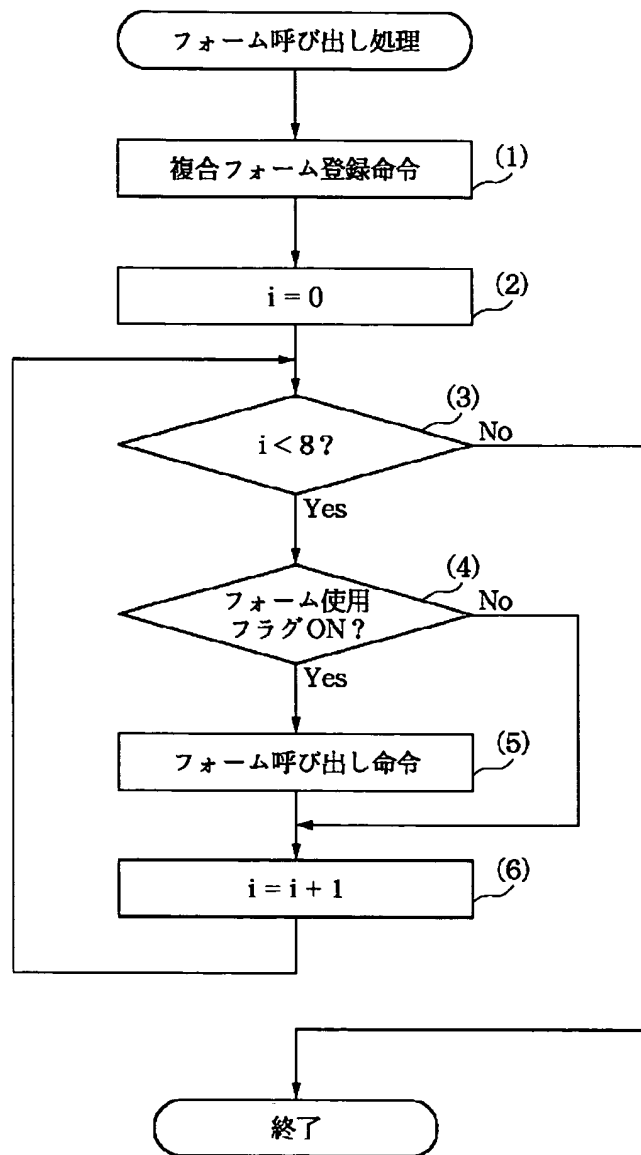 フォーム呼び出し処理
(1)
複合フォーム登録命令
(2)
i = 0
(3)
i < 8?
No
Yes
(4)
フォーム使用
フラグON?
No
Yes
(5)
フォーム呼び出し命令
(6)
i = i + 1
終了